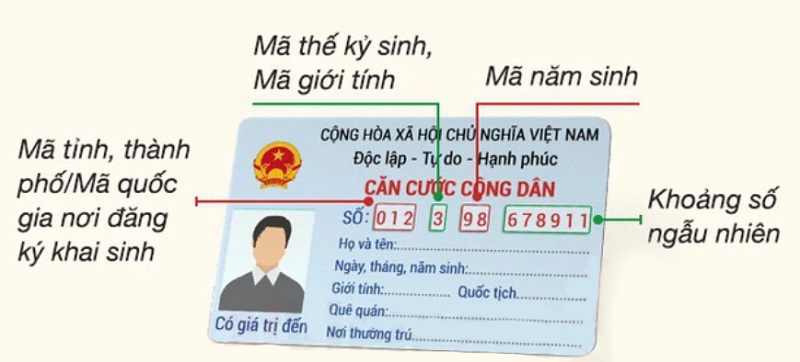 Mã thế kỷ sinh,
Mã giới tính
Mã năm sinh
Mã tỉnh, thành
phố/Mã quốc
gia nơi đăng
ký khai sinh
CỘNG HÒA XÃ HỘI CHỦ NGHĨA VIỆT NAM
Độc lập - Tự do - Hạnh phúc
CĂN CƯỚC CÔNG DÂN
SỐ: 012 3 98 678911
Họ và tên:
Ngày, tháng, năm sinh:
Giới tính: Quốc tịch
Quê quán:
Nơi thường trú
Có giá trị đến
Khoảng số
ngẫu nhiên